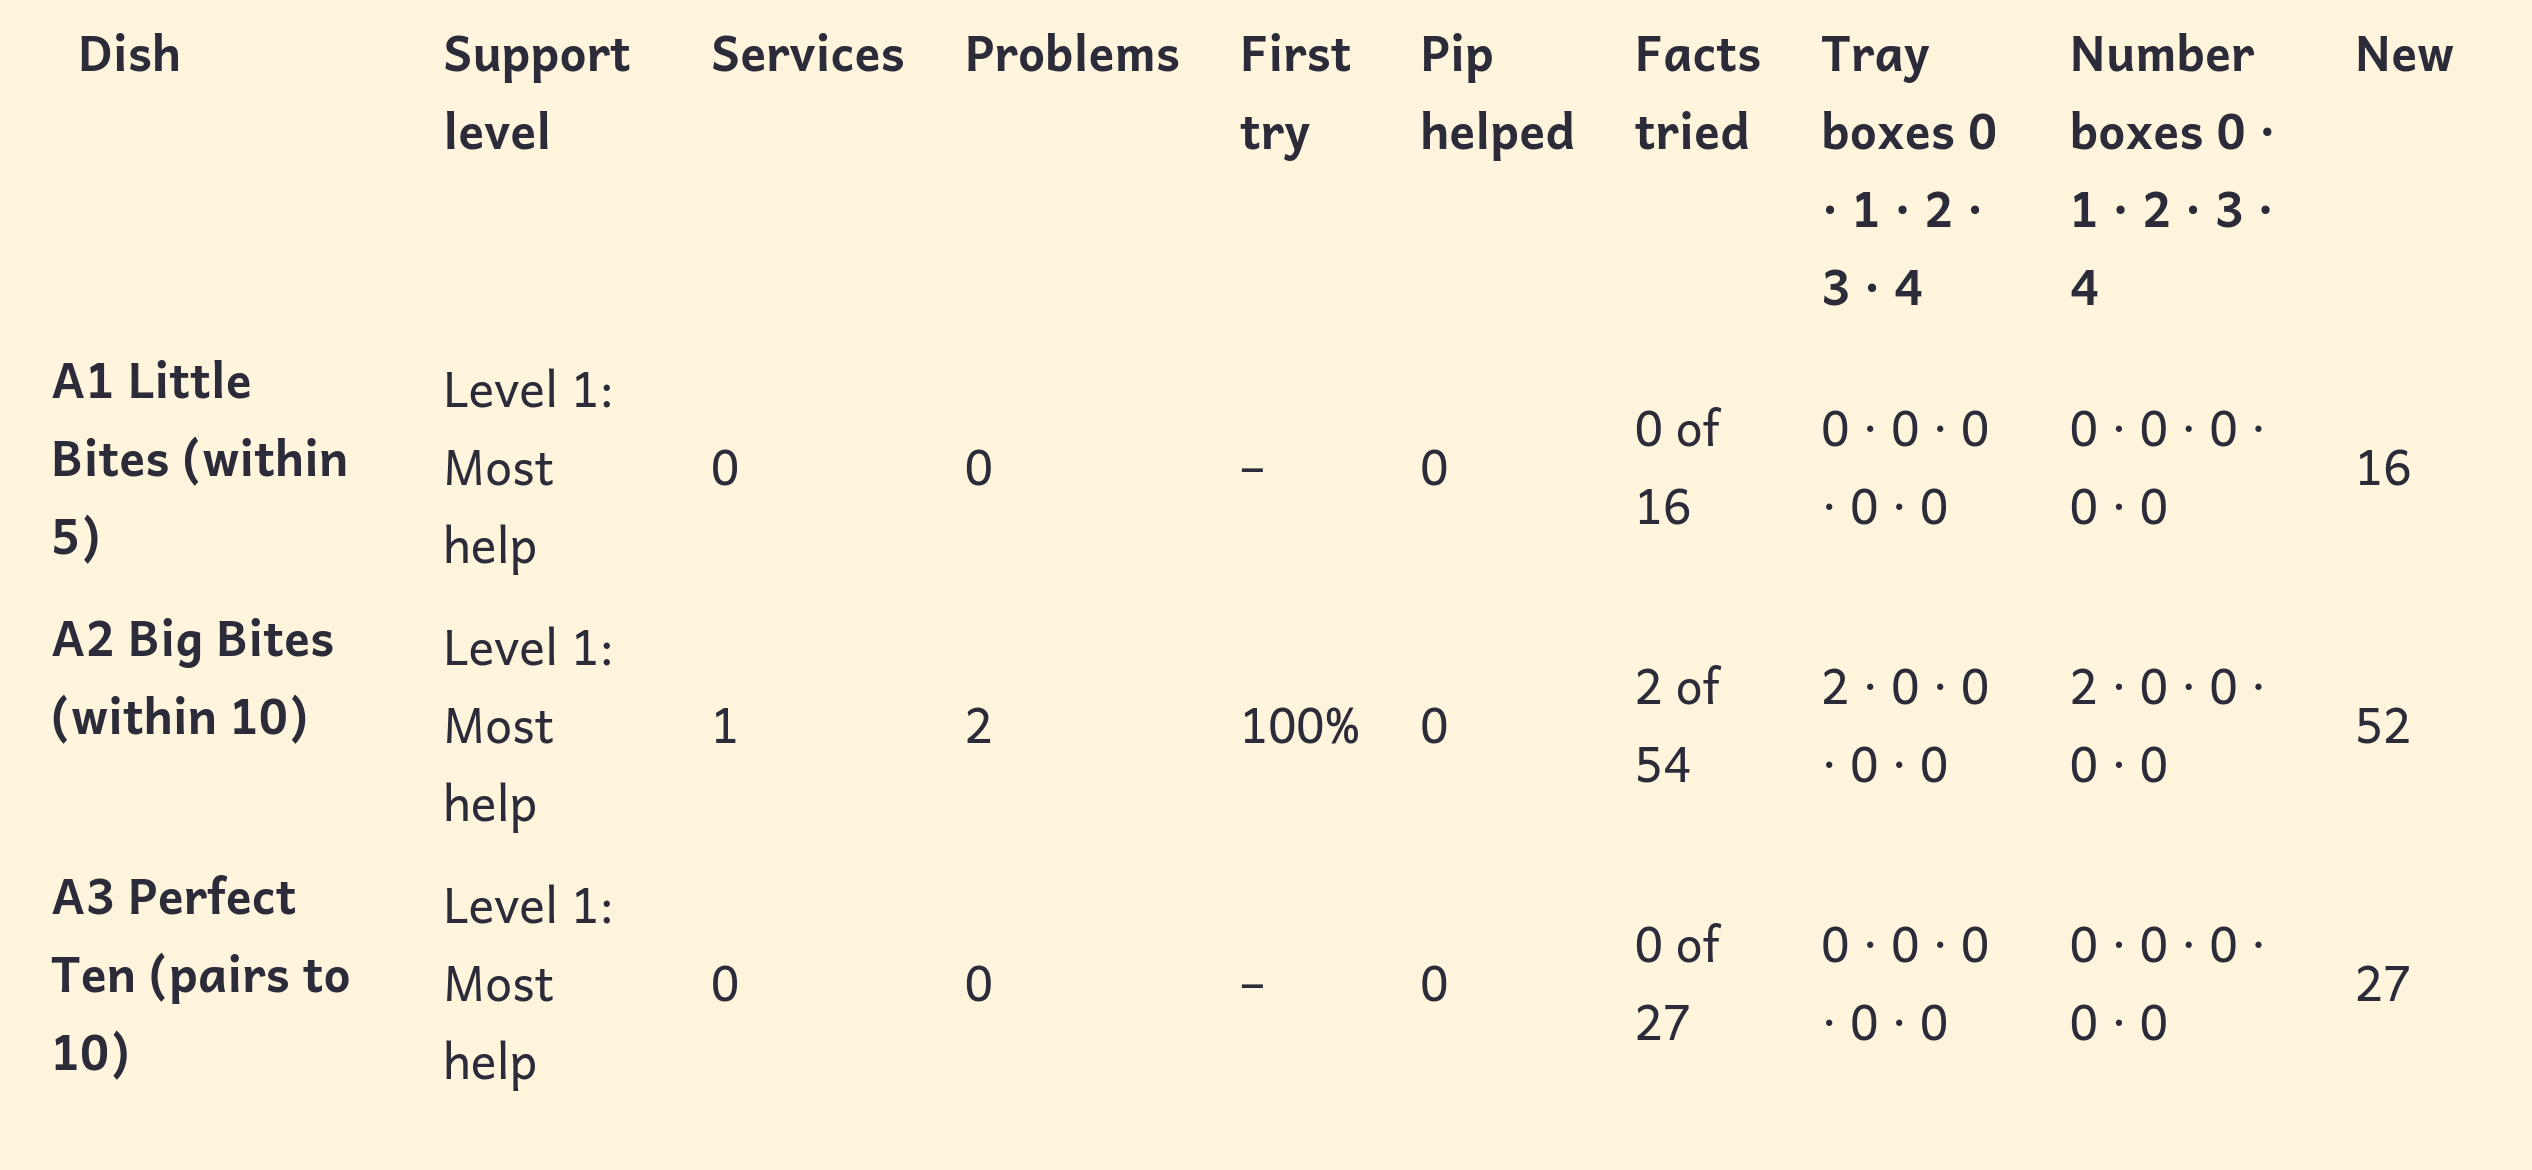 Dish Support level Services Problems First try Pip helped Facts tried Tray boxes 0 · 1 · 2 · 3 · 4 Number boxes 0 · 1 · 2 · 3 · 4 New
A1 Little Bites (within 5) Level 1: Most help 0 0 – 0 0 of 16 0 · 0 · 0 · 0 · 0 0 · 0 · 0 · 0 · 0 16
A2 Big Bites (within 10) Level 1: Most help 1 2 100% 0 2 of 54 2 · 0 · 0 · 0 · 0 2 · 0 · 0 · 0 · 0 52
A3 Perfect Ten (pairs to 10) Level 1: Most help 0 0 – 0 0 of 27 0 · 0 · 0 · 0 · 0 0 · 0 · 0 · 0 · 0 27